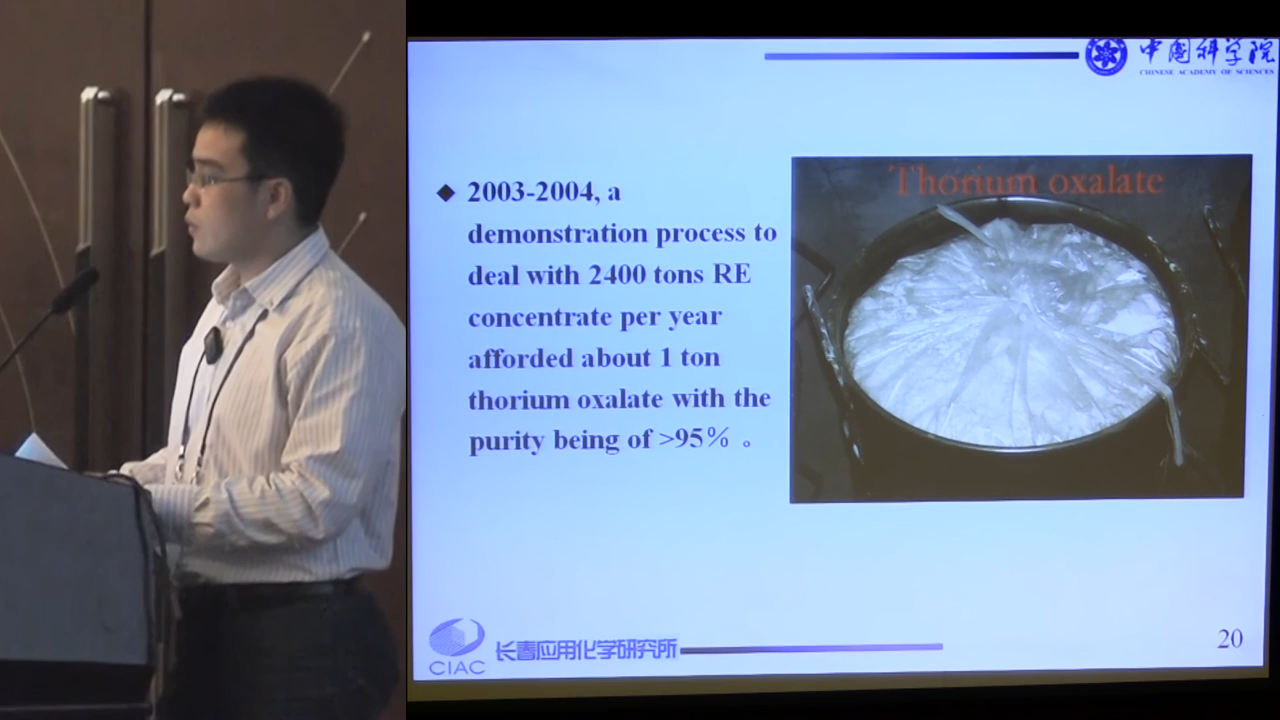 中国科学院
CHINESE ACADEMY OF SCIENCES
◆ 2003-2004, a
demonstration process to
deal with 2400 tons RE
concentrate per year
afforded about 1 ton
thorium oxalate with the
purity being of >95% 。
Thorium oxalate
CIAC
长春应用化学研究所
20